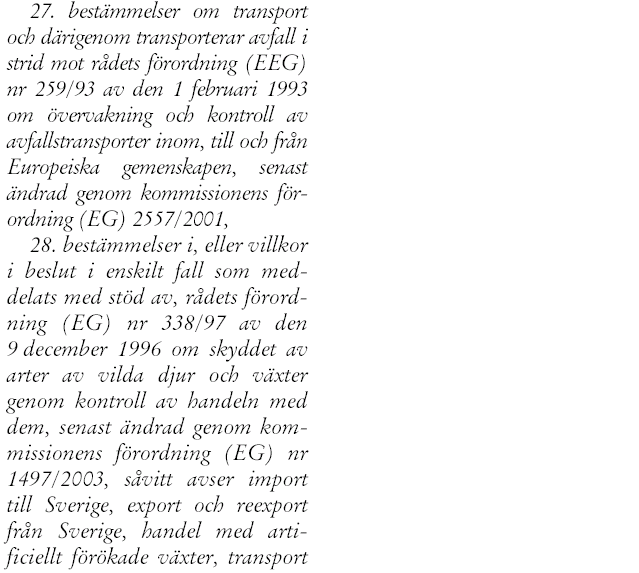 27. bestämmelser om transport
och därigenom transporterar avfall i
strid mot rådets förordning (EEG)
nr 259/93 av den 1 februari 1993
om övervakning och kontroll av
avfallstransporter inom, till och från
Europeiska gemenskapen, senast
ändrad genom kommissionens för-
ordning (EG) 2557/2001,
28. bestämmelser i, eller villkor
i beslut i enskilt fall som med-
delats med stöd av, rådets förord-
ning (EG) nr 338/97 av den
9 december 1996 om skyddet av
arter av vilda djur och växter
genom kontroll av handeln med
dem, senast ändrad genom kom-
missionens förordning (EG) nr
1497/2003, såvitt avser import
till Sverige, export och reexport
från Sverige, handel med arti-
ficiellt förökade växter, transport